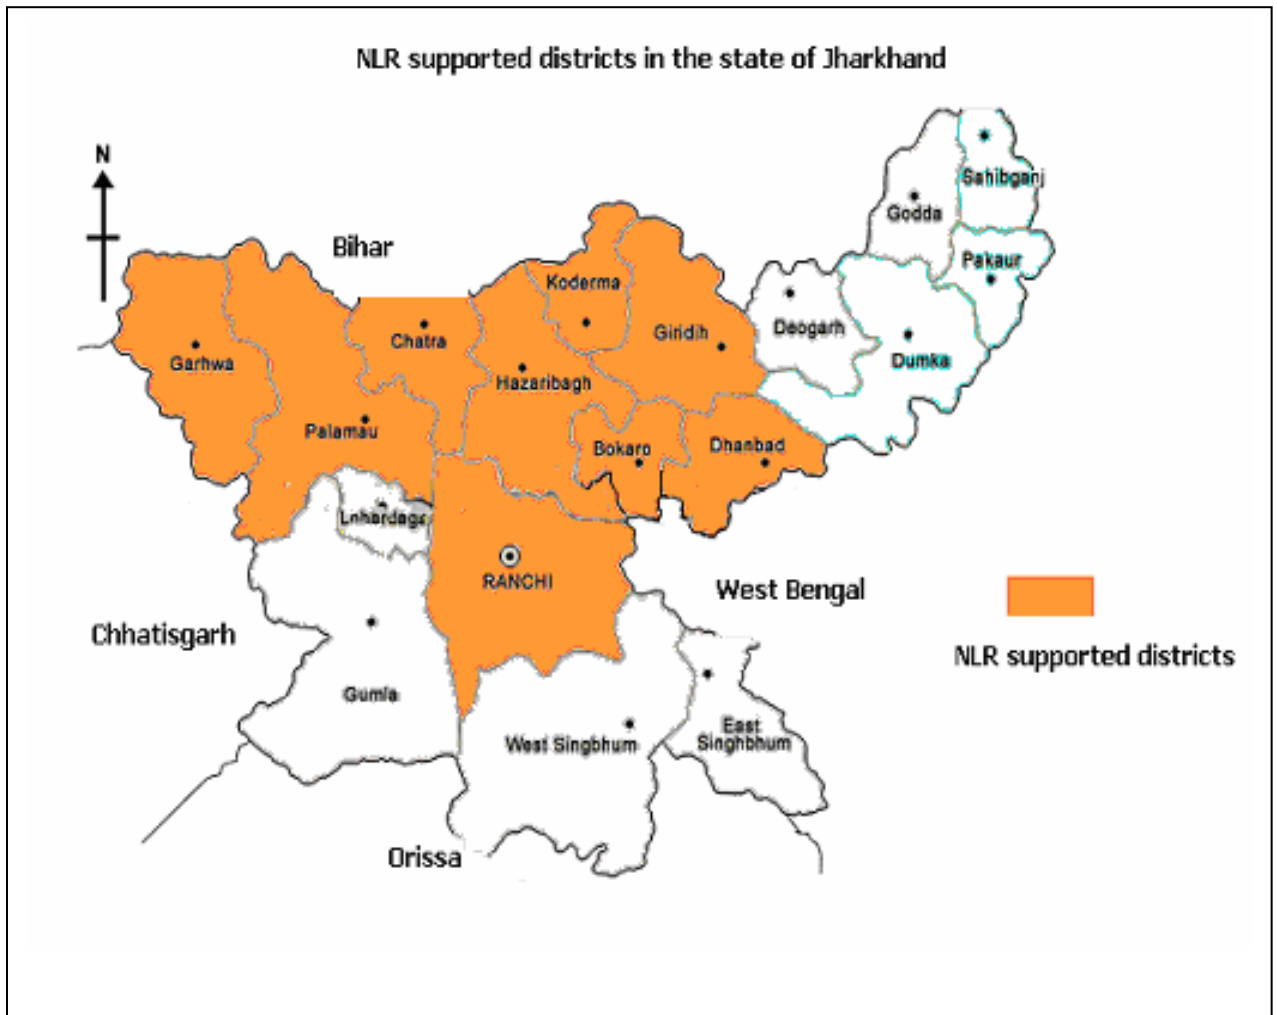 NLR supported districts in the state of Jharkhand
N
Bihar
Sahibganj
Godda
Pakaur
Koderma
Deogarh
Giridih
Chatra
Dumka
Garhwa
Hazaribagh
Palamau
Bokaro
Dhanbad
Lohardaga
RANCHI
West Bengal
Chhatisgarh
NLR supported districts
Gumla
West Singbhum
East
Singhbhum
Orissa